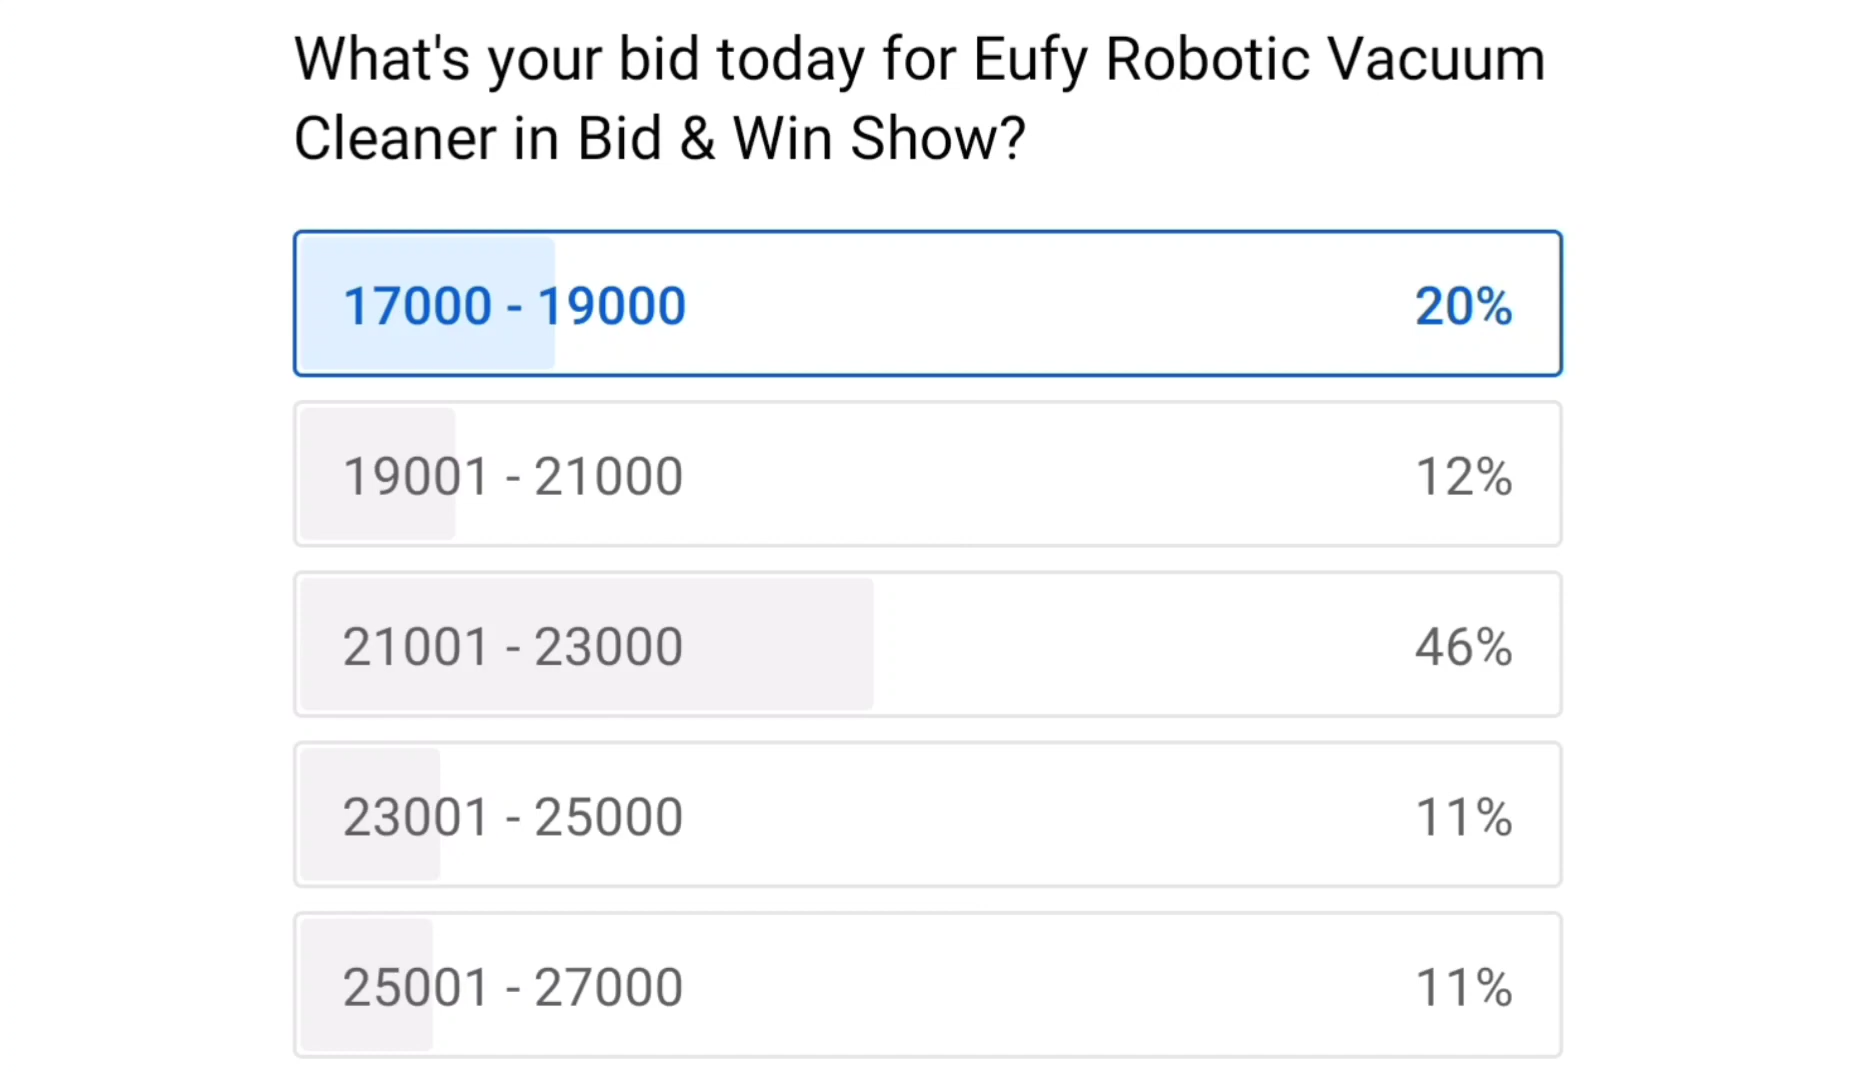 What's your bid today for Eufy Robotic Vacuum
Cleaner in Bid & Win Show?
17000 - 19000 20%
19001 - 21000 12%
21001 - 23000 46%
23001 - 25000 11%
25001 - 27000 11%